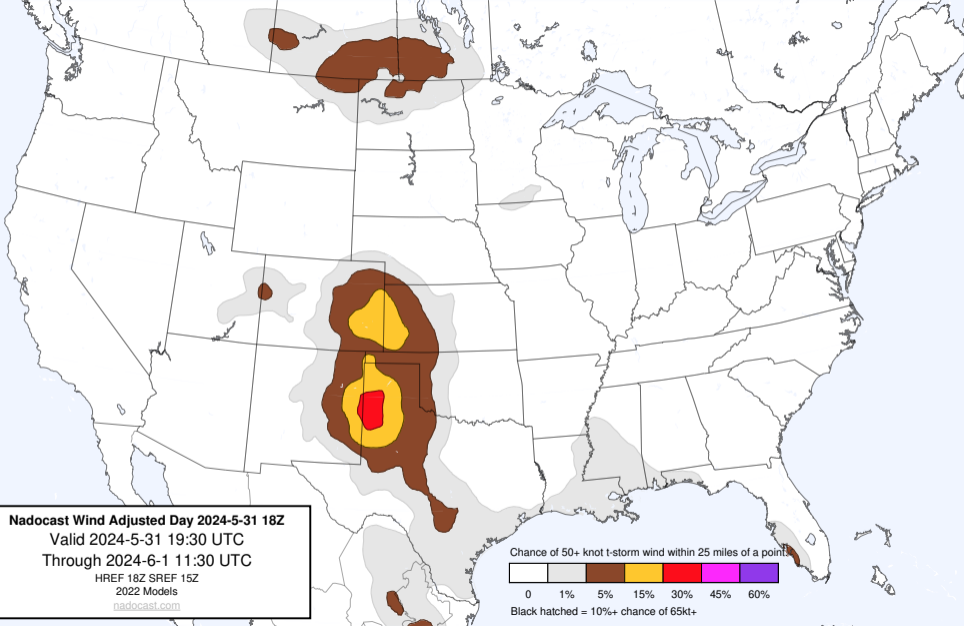 Nadocast Wind Adjusted Day 2024-5-31 18Z
Valid 2024-5-31 19:30 UTC
Through 2024-6-1 11:30 UTC
HREF 18Z SREF 15Z
2022 Models
nadocast.com
Chance of 50+ knot t-storm wind within 25 miles of a point.
0 1% 5% 15% 30% 45% 60%
Black hatched = 10%+ chance of 65kt+